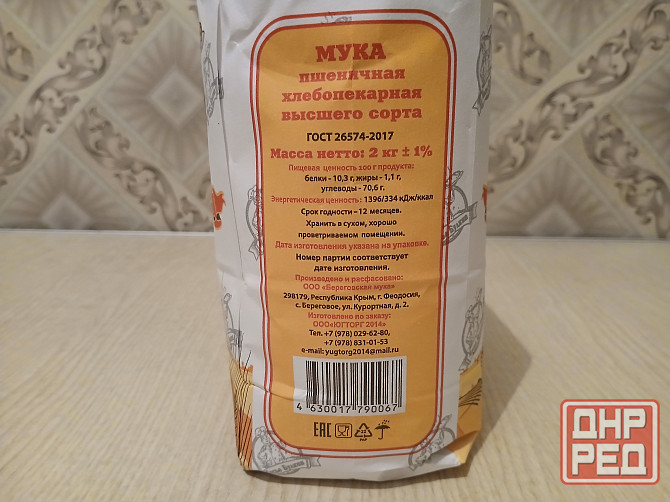 МУКА
пшеничная
хлебопекарная
высшего сорта
ГОСТ 26574-2017
Масса нетто: 2 кг ± 1%
Пищевая ценность 100 г продукта:
белки - 10,3 г, жиры - 1,1 г,
углеводы - 70,6 г.
Энергетическая ценность: 1396/334 кДж/ккал
Срок годности – 12 месяцев.
Хранить в сухом, хорошо
проветриваемом помещении.
Дата изготовления указана на упаковке.
Номер партии соответствует
дате изготовления.
Произведено и расфасовано:
ООО «Береговская мука»
298179, Республика Крым, г. Феодосия,
с. Береговое, ул. Курортная, д. 2.
Изготовлено по заказу:
ООО«ЮГТОРГ 2014»
Тел. +7 (978) 029-62-80,
+7 (978) 831-01-53
e-mail: yugtorg2014@mail.ru
4 630017 790067
EAC
22
PAP
ДНР
РЕД